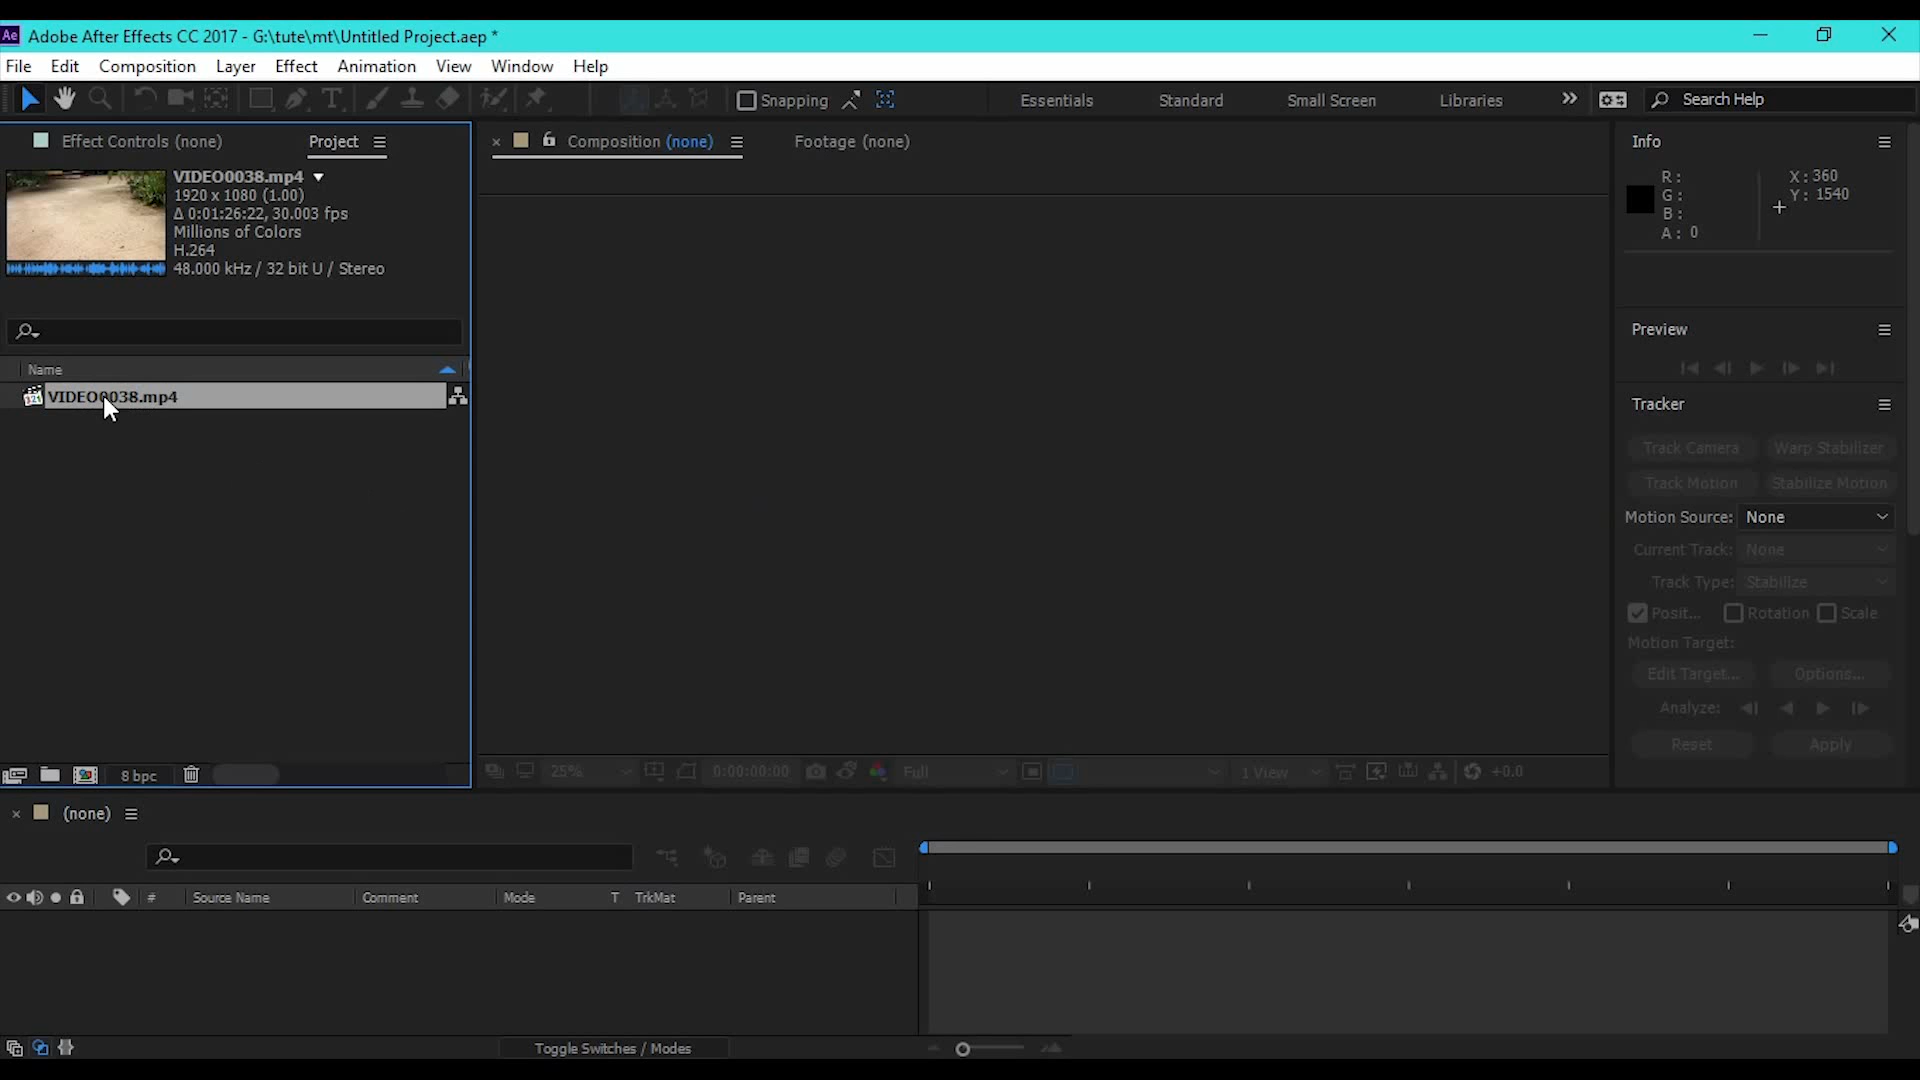 Ae Adobe After Effects CC 2017 - G:\tute\mt\Untitled Project.aep *
File Edit Composition Layer Effect Animation View Window Help
Snapping Essentials Standard Small Screen Libraries Search Help
Effect Controls (none) Project
Composition (none) Footage (none)
Info
VIDEO0038.mp4
1920 x 1080 (1.00)
Δ 0:01:26:22, 30.003 fps
Millions of Colors
H.264
48.000 kHz / 32 bit U / Stereo
R :
G :
B :
A : 0
X : 360
Y : 1540
Preview
Name
VIDEO0038.mp4
Tracker
Track Camera Warp Stabilizer
Track Motion Stabilize Motion
Motion Source: None
Current Track: None
Track Type: Stabilize
Posit... Rotation Scale
Motion Target:
Edit Target... Options...
Analyze:
Reset Apply
8 bpc
25% 0:00:00:00 Full 1 View +0.0
(none)
# Source Name Comment Mode T TrkMat Parent
Toggle Switches / Modes